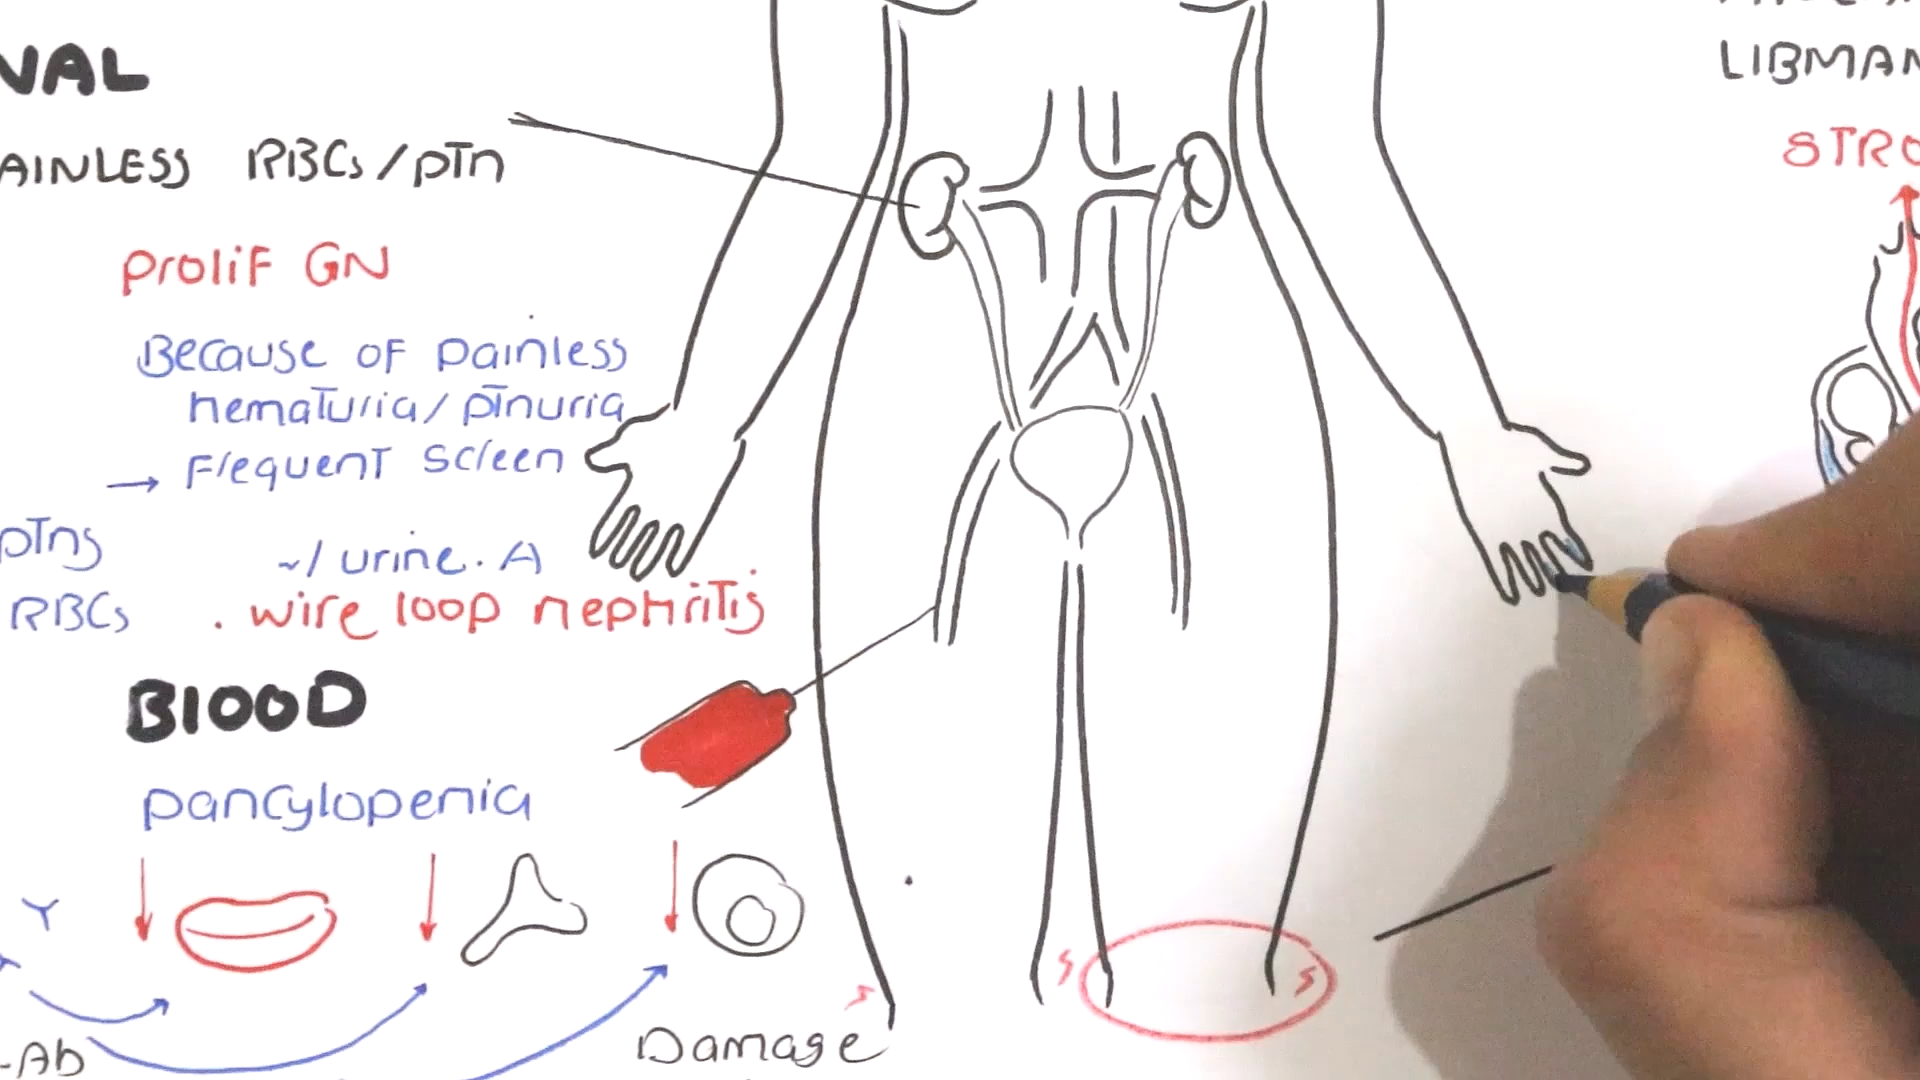 NAL
AINLESS RBCs/PTn
Prolif GN
Because of Painless
hematuria/ptnuria
→ Frequent Screen
PTns ~/ urine. A
RBCs . wire loop nephritis
BlOOD
pancytopenia
Y
-Ab
Damage
LIBMAN
STRO